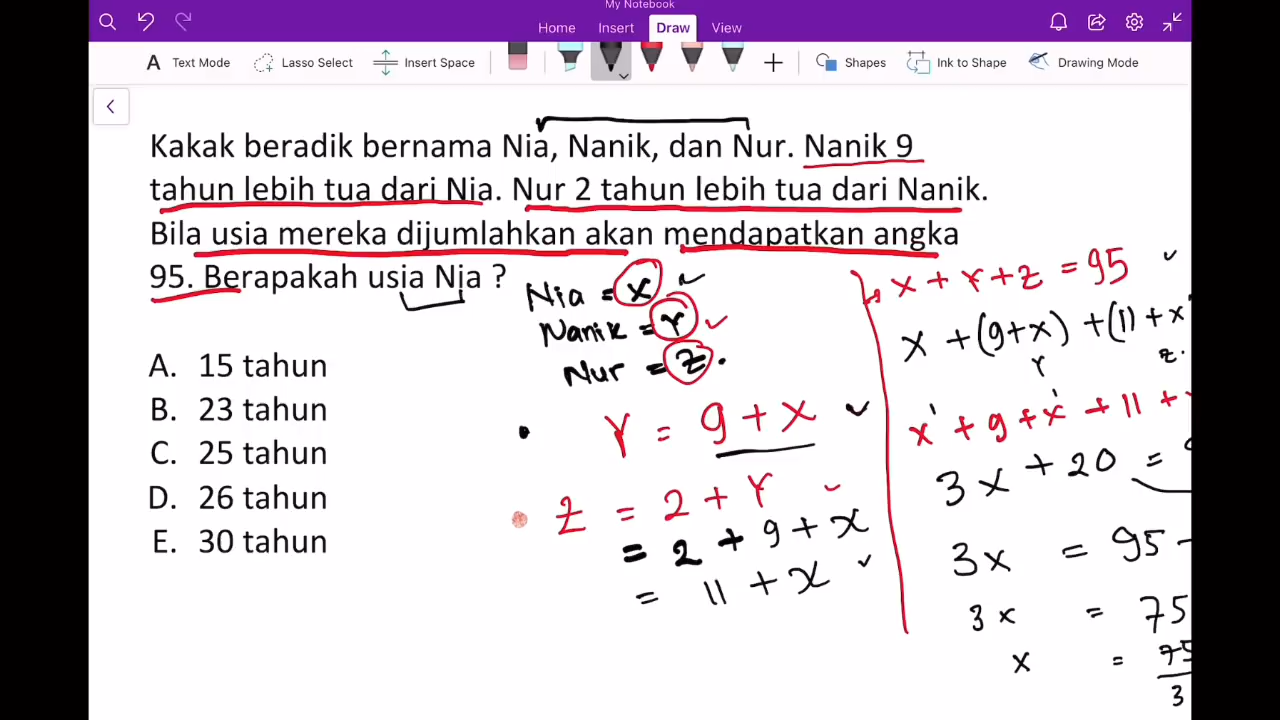 My Notebook
Home Insert Draw View
Text Mode Lasso Select Insert Space Shapes Ink to Shape Drawing Mode
Kakak beradik bernama Nia, Nanik, dan Nur. Nanik 9
tahun lebih tua dari Nia. Nur 2 tahun lebih tua dari Nanik.
Bila usia mereka dijumlahkan akan mendapatkan angka
95. Berapakah usia Nia ?
A. 15 tahun
B. 23 tahun
C. 25 tahun
D. 26 tahun
E. 30 tahun
Nia = X
Nanik = Y
Nur = Z.
Y = 9 + X
Z = 2 + Y
= 2 + 9 + x
= 11 + x
X + Y + Z = 95
x + (9 + x) + (11 + x
Y z.
x + 9 + x + 11 +
3x + 20 = 9
3x = 95 -
3x = 75
x = 75
3